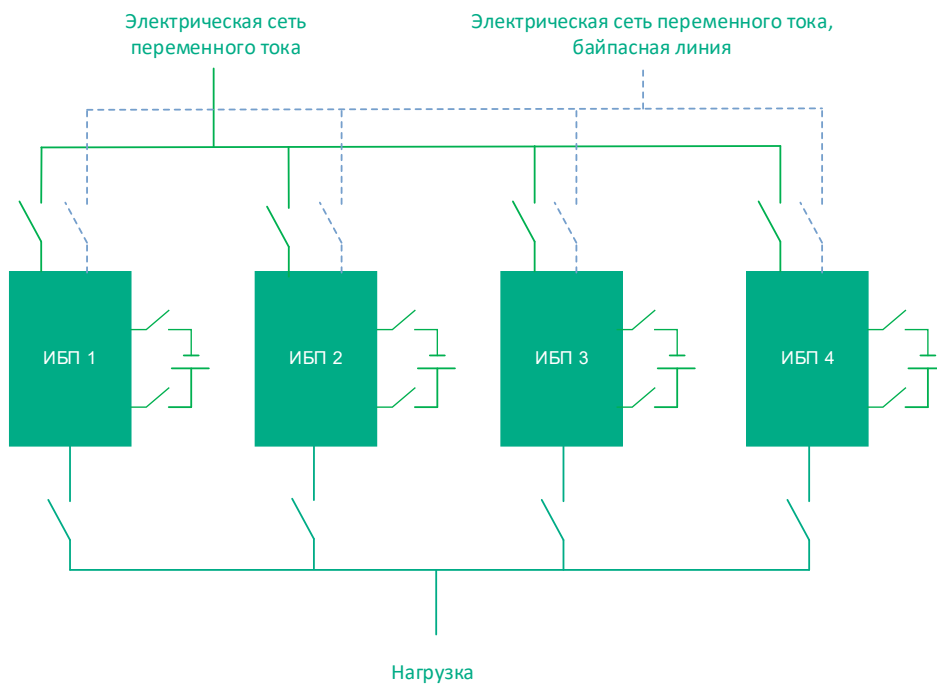 Электрическая сеть
переменного тока
Электрическая сеть переменного тока,
байпасная линия
ИБП 1
ИБП 2
ИБП 3
ИБП 4
Нагрузка